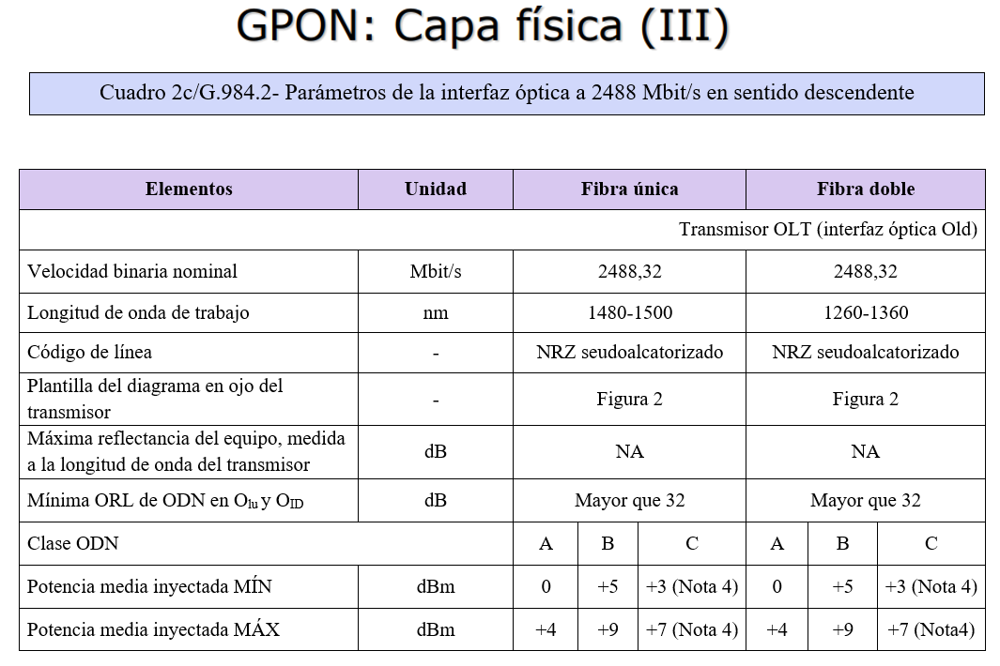 GPON: Capa física (III)
Cuadro 2c/G.984.2- Parámetros de la interfaz óptica a 2488 Mbit/s en sentido descendente
Elementos Unidad Fibra única Fibra doble
Transmisor OLT (interfaz óptica Old)
Velocidad binaria nominal Mbit/s 2488,32 2488,32
Longitud de onda de trabajo nm 1480-1500 1260-1360
Código de línea - NRZ seudoalcatorizado NRZ seudoalcatorizado
Plantilla del diagrama en ojo del
transmisor - Figura 2 Figura 2
Máxima reflectancia del equipo, medida
a la longitud de onda del transmisor dB NA NA
Mínima ORL de ODN en Olu y OID dB Mayor que 32 Mayor que 32
Clase ODN A B C A B C
Potencia media inyectada MÍN dBm 0 +5 +3 (Nota 4) 0 +5 +3 (Nota 4)
Potencia media inyectada MÁX dBm +4 +9 +7 (Nota 4) +4 +9 +7 (Nota4)